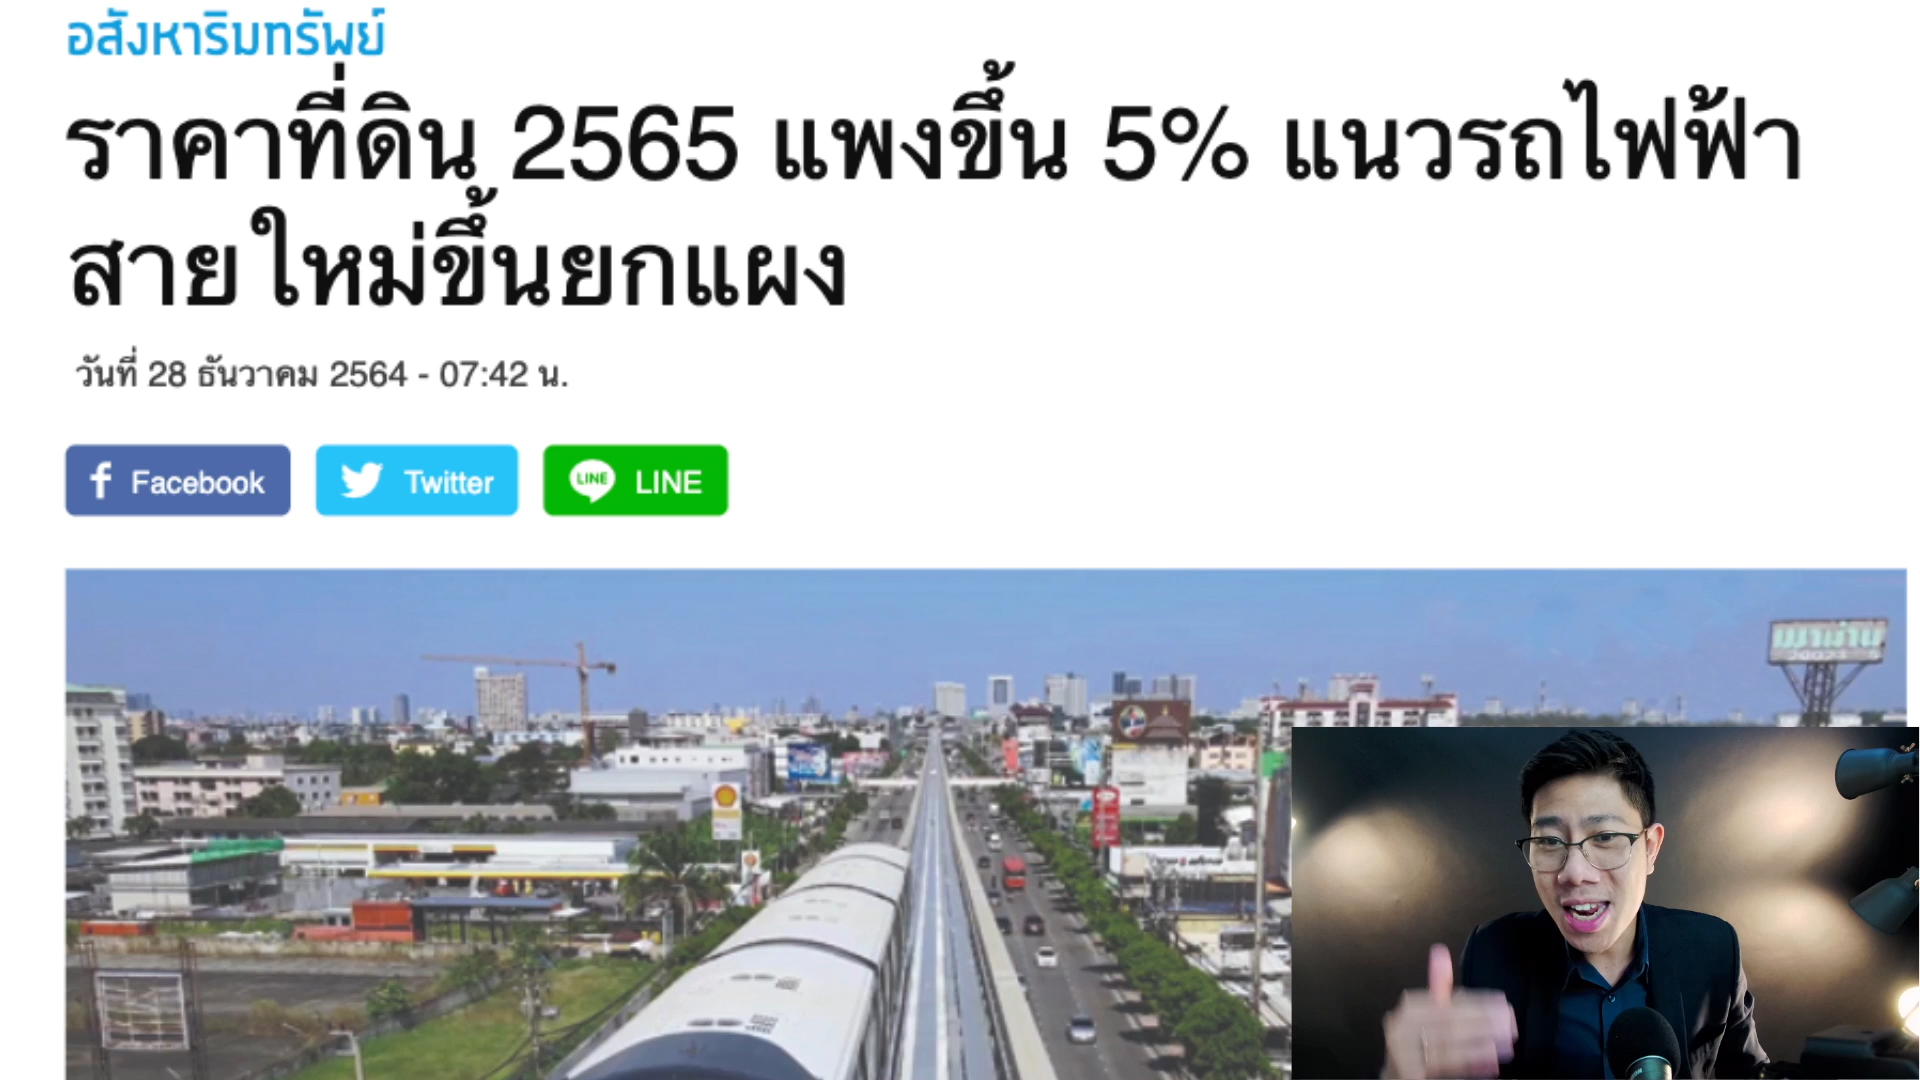 อสังหาริมทรัพย์
ราคาที่ดิน 2565 แพงขึ้น 5% แนวรถไฟฟ้า
สายใหม่ขึ้นยกแผง
วันที่ 28 ธันวาคม 2564 - 07:42 น.
Facebook
Twitter
LINE
LINE